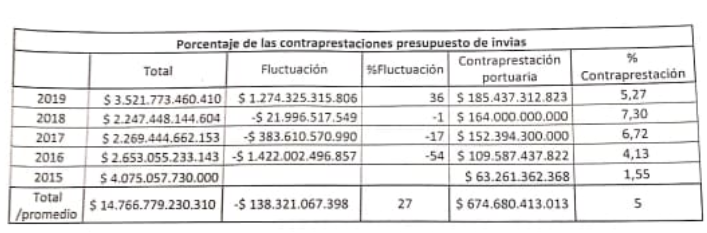 Porcentaje de las contraprestaciones presupuesto de invias
Total Fluctuación %Fluctuación Contraprestación portuaria % Contraprestación
2019 $ 3.521.773.460.410 $ 1.274.325.315.806 36 $ 185.437.312.823 5,27
2018 $ 2.247.448.144.604 -$ 21.996.517.549 -1 $ 164.000.000.000 7,30
2017 $ 2.269.444.662.153 -$ 383.610.570.990 -17 $ 152.394.300.000 6,72
2016 $ 2.653.055.233.143 -$ 1.422.002.496.857 -54 $ 109.587.437.822 4,13
2015 $ 4.075.057.730.000 $ 63.261.362.368 1,55
Total /promedio $ 14.766.779.230.310 -$ 138.321.067.398 27 $ 674.680.413.013 5